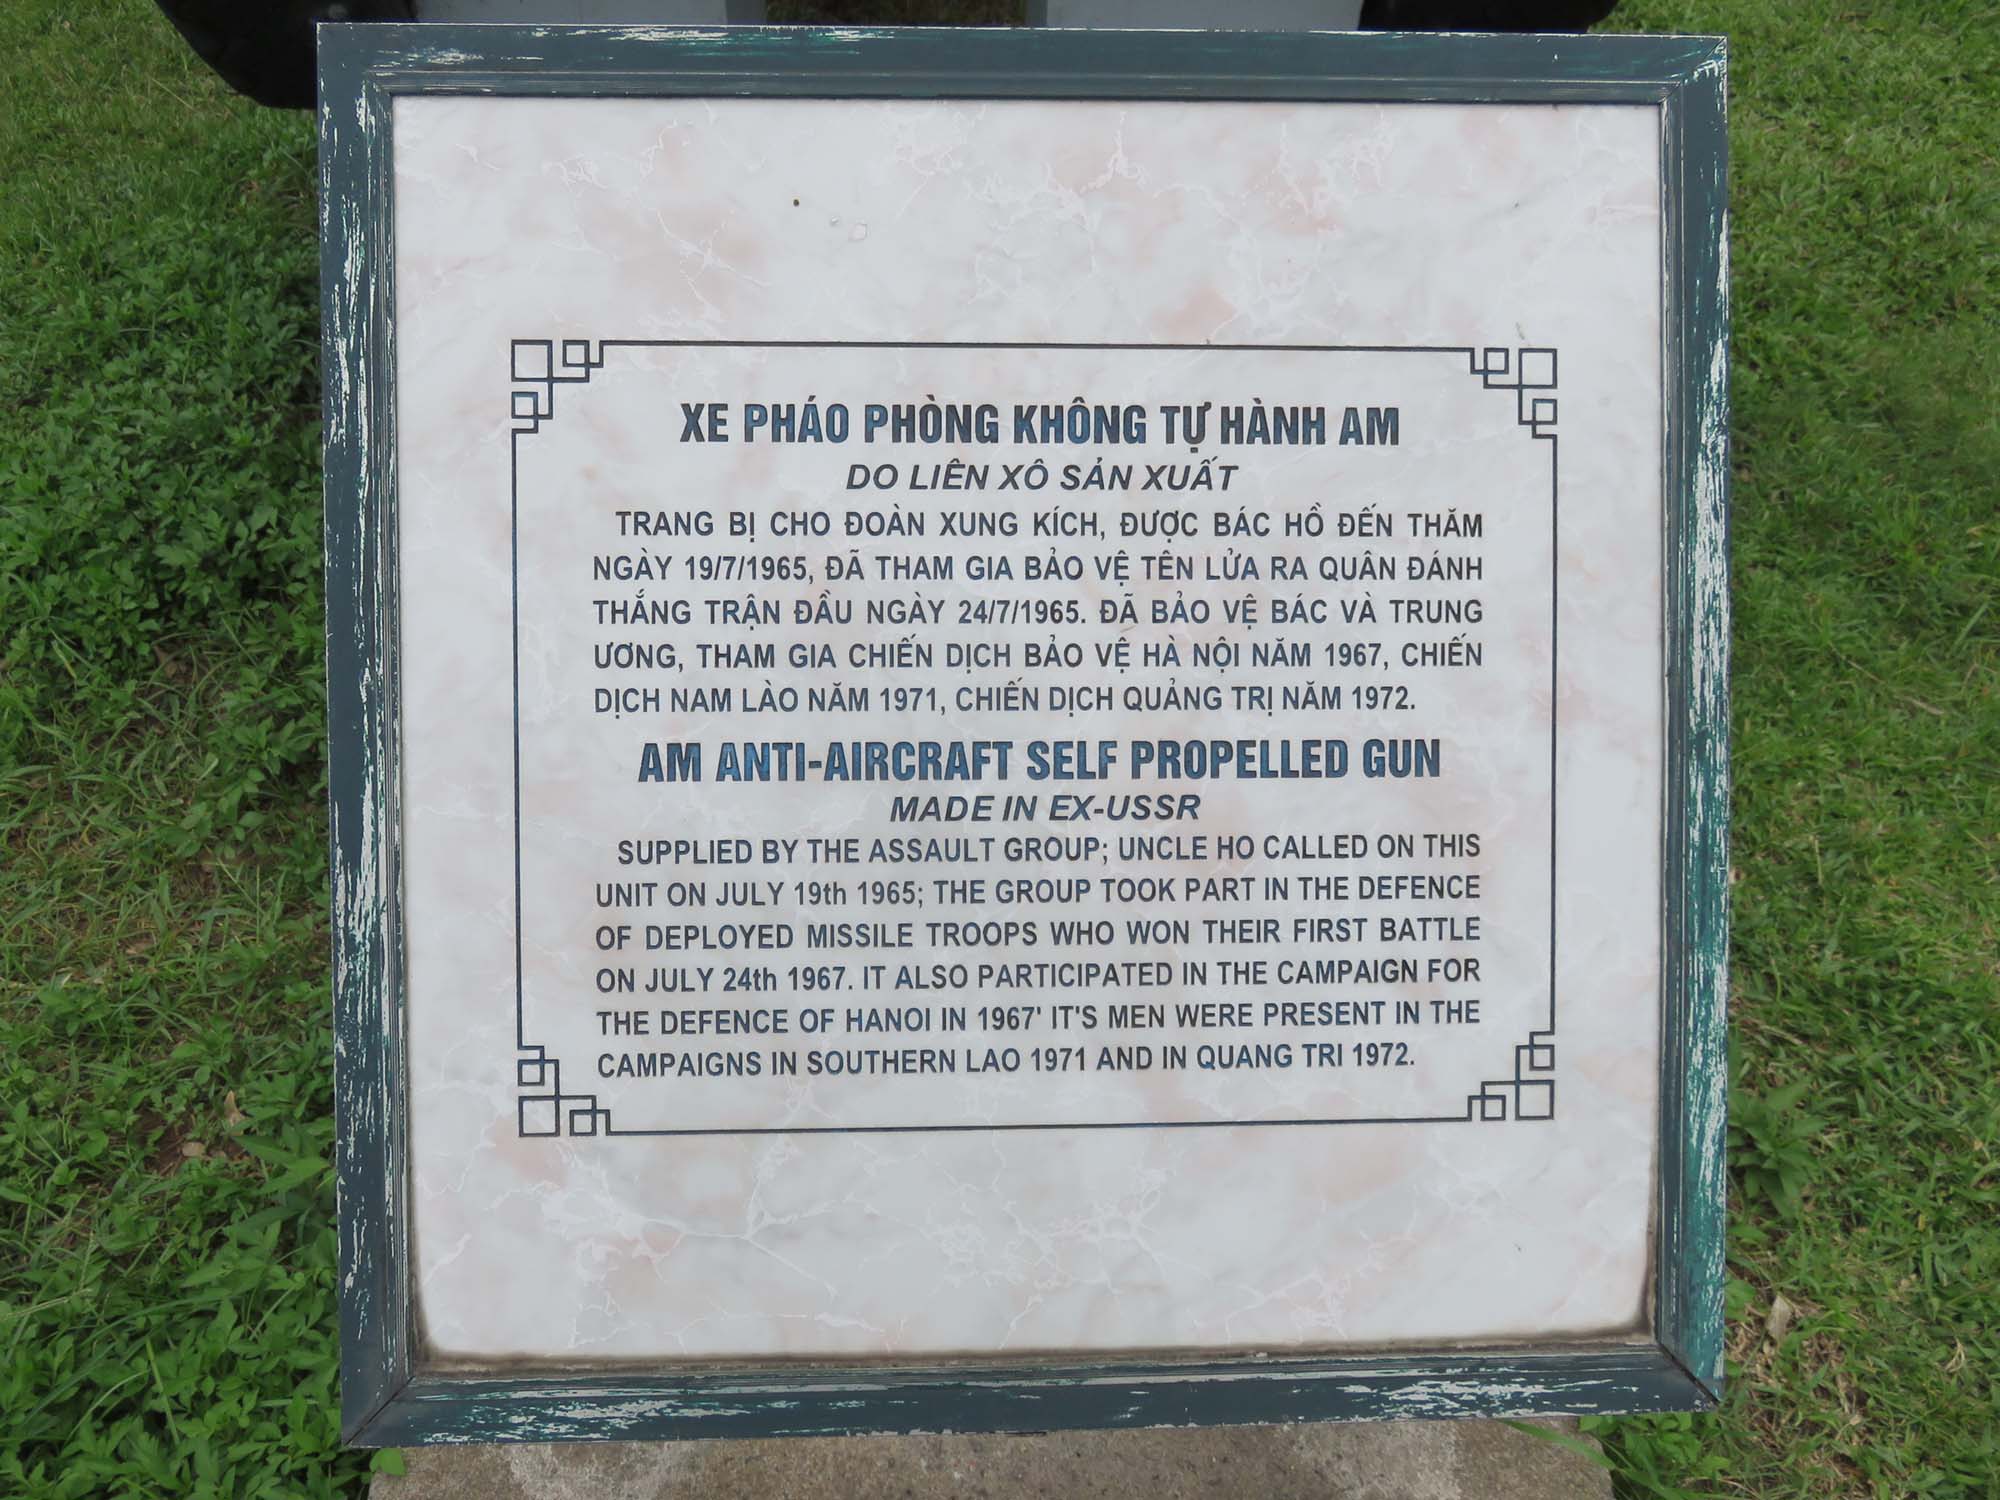 XE PHÁO PHÒNG KHÔNG TỰ HÀNH AM
DO LIÊN XÔ SẢN XUẤT
TRANG BỊ CHO ĐOÀN XUNG KÍCH, ĐƯỢC BÁC HỒ ĐẾN THĂM
NGÀY 19/7/1965, ĐÃ THAM GIA BẢO VỆ TÊN LỬA RA QUÂN ĐÁNH
THẮNG TRẬN ĐẦU NGÀY 24/7/1965. ĐÃ BẢO VỆ BÁC VÀ TRUNG
ƯƠNG, THAM GIA CHIẾN DỊCH BẢO VỆ HÀ NỘI NĂM 1967, CHIẾN
DỊCH NAM LÀO NĂM 1971, CHIẾN DỊCH QUẢNG TRỊ NĂM 1972.
AM ANTI-AIRCRAFT SELF PROPELLED GUN
MADE IN EX-USSR
SUPPLIED BY THE ASSAULT GROUP; UNCLE HO CALLED ON THIS
UNIT ON JULY 19th 1965; THE GROUP TOOK PART IN THE DEFENCE
OF DEPLOYED MISSILE TROOPS WHO WON THEIR FIRST BATTLE
ON JULY 24th 1967. IT ALSO PARTICIPATED IN THE CAMPAIGN FOR
THE DEFENCE OF HANOI IN 1967' IT'S MEN WERE PRESENT IN THE
CAMPAIGNS IN SOUTHERN LAO 1971 AND IN QUANG TRI 1972.